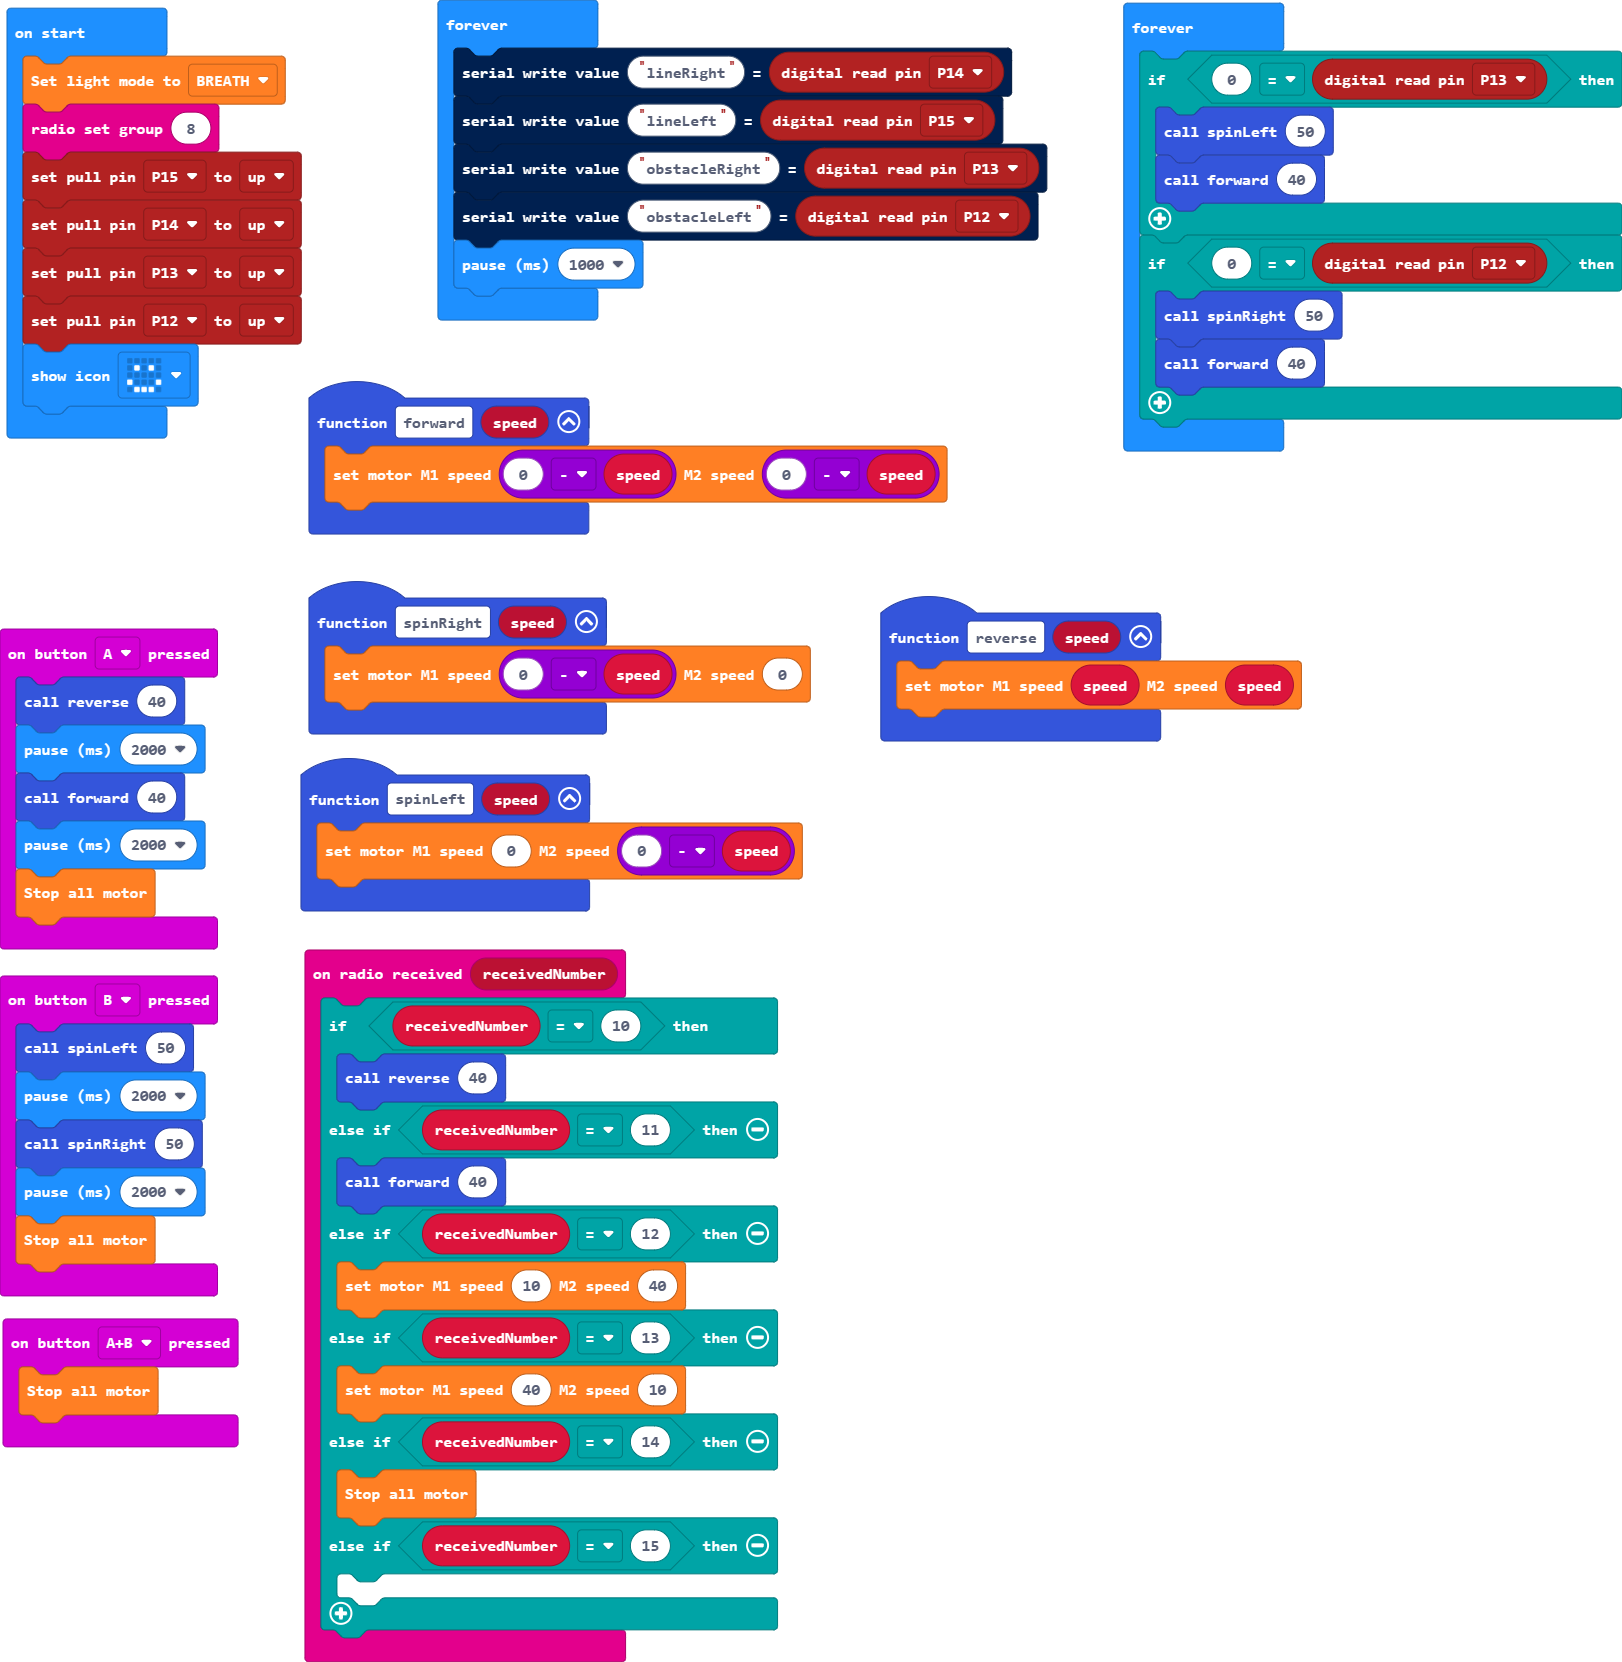 on start
Set light mode to BREATH
radio set group 8
set pull pin P15 to up
set pull pin P14 to up
set pull pin P13 to up
set pull pin P12 to up
show icon
forever
serial write value "lineRight" = digital read pin P14
serial write value "lineLeft" = digital read pin P15
serial write value "obstacleRight" = digital read pin P13
serial write value "obstacleLeft" = digital read pin P12
pause (ms) 1000
forever
if 0 = digital read pin P13 then
call spinLeft 50
call forward 40
if 0 = digital read pin P12 then
call spinRight 50
call forward 40
function forward speed
set motor M1 speed 0 - speed M2 speed 0 - speed
function spinRight speed
set motor M1 speed 0 - speed M2 speed 0
function reverse speed
set motor M1 speed speed M2 speed speed
function spinLeft speed
set motor M1 speed 0 M2 speed 0 - speed
on button A pressed
call reverse 40
pause (ms) 2000
call forward 40
pause (ms) 2000
Stop all motor
on button B pressed
call spinLeft 50
pause (ms) 2000
call spinRight 50
pause (ms) 2000
Stop all motor
on button A+B pressed
Stop all motor
on radio received receivedNumber
if receivedNumber = 10 then
call reverse 40
else if receivedNumber = 11 then
call forward 40
else if receivedNumber = 12 then
set motor M1 speed 10 M2 speed 40
else if receivedNumber = 13 then
set motor M1 speed 40 M2 speed 10
else if receivedNumber = 14 then
Stop all motor
else if receivedNumber = 15 then